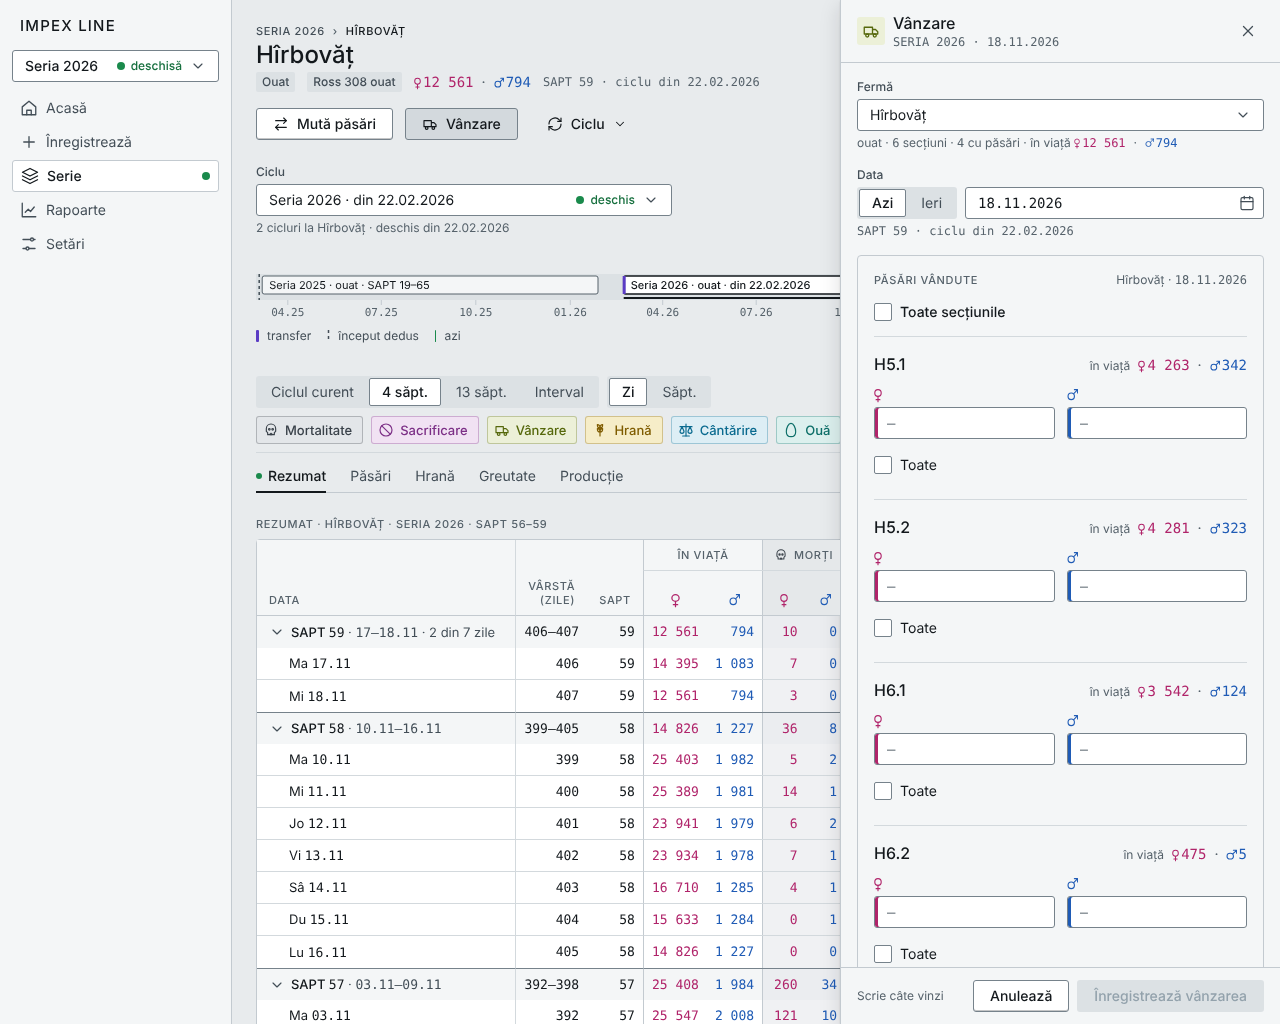 IMPEX LINE
Seria 2026 deschisă
Acasă
Înregistrează
Serie
Rapoarte
Setări
SERIA 2026 › HÎRBOVĂȚ
Hîrbovăț
Ouat Ross 308 ouat ♀12 561 · ♂794 SAPT 59 · ciclu din 22.02.2026
Mută păsări Vânzare Ciclu
Ciclu
Seria 2026 · din 22.02.2026 deschis
2 cicluri la Hîrbovăț · deschis din 22.02.2026
Seria 2025 · ouat · SAPT 19–65 Seria 2026 · ouat · din 22.02.2026
04.25 07.25 10.25 01.26 04.26 07.26 1
transfer început dedus azi
Ciclul curent 4 săpt. 13 săpt. Interval Zi Săpt.
Mortalitate Sacrificare Vânzare Hrană Cântărire Ouă
Rezumat Păsări Hrană Greutate Producție
REZUMAT · HÎRBOVĂȚ · SERIA 2026 · SAPT 56–59
ÎN VIAȚĂ MORȚI
DATA VÂRSTĂ (ZILE) SAPT ♀ ♂ ♀ ♂
SAPT 59 · 17–18.11 · 2 din 7 zile 406–407 59 12 561 794 10 0
Ma 17.11 406 59 14 395 1 083 7 0
Mi 18.11 407 59 12 561 794 3 0
SAPT 58 · 10.11–16.11 399–405 58 14 826 1 227 36 8
Ma 10.11 399 58 25 403 1 982 5 2
Mi 11.11 400 58 25 389 1 981 14 1
Jo 12.11 401 58 23 941 1 979 6 2
Vi 13.11 402 58 23 934 1 978 7 1
Sâ 14.11 403 58 16 710 1 285 4 1
Du 15.11 404 58 15 633 1 284 0 1
Lu 16.11 405 58 14 826 1 227 0 0
SAPT 57 · 03.11–09.11 392–398 57 25 408 1 984 260 34
Ma 03.11 392 57 25 547 2 008 121 10
Vânzare
SERIA 2026 · 18.11.2026
Fermă
Hîrbovăț
ouat · 6 secțiuni · 4 cu păsări · în viață ♀12 561 · ♂794
Data
Azi Ieri 18.11.2026
SAPT 59 · ciclu din 22.02.2026
PĂSĂRI VÂNDUTE Hîrbovăț · 18.11.2026
Toate secțiunile
H5.1 în viață ♀4 263 · ♂342
♀ ♂
– –
Toate
H5.2 în viață ♀4 281 · ♂323
♀ ♂
– –
Toate
H6.1 în viață ♀3 542 · ♂124
♀ ♂
– –
Toate
H6.2 în viață ♀475 · ♂5
♀ ♂
– –
Toate
Scrie câte vinzi Anulează Înregistrează vânzarea